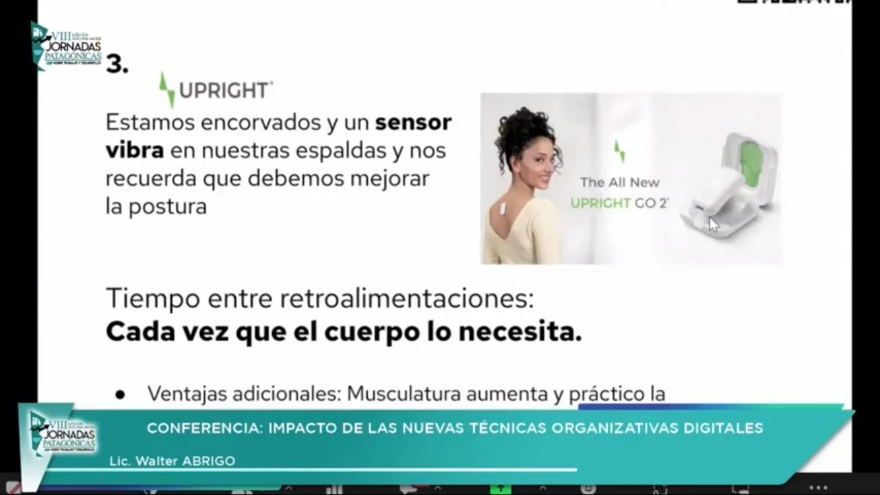 VIII edición
JORNADAS
PATAGÓNICAS
3.
UPRIGHT
Estamos encorvados y un sensor
vibra en nuestras espaldas y nos
recuerda que debemos mejorar
la postura
The All New
UPRIGHT GO 2
Tiempo entre retroalimentaciones:
Cada vez que el cuerpo lo necesita.
● Ventajas adicionales: Musculatura aumenta y práctico la
VIII
JORNADAS
PATAGÓNICAS
CONFERENCIA: IMPACTO DE LAS NUEVAS TÉCNICAS ORGANIZATIVAS DIGITALES
Lic. Walter ABRIGO